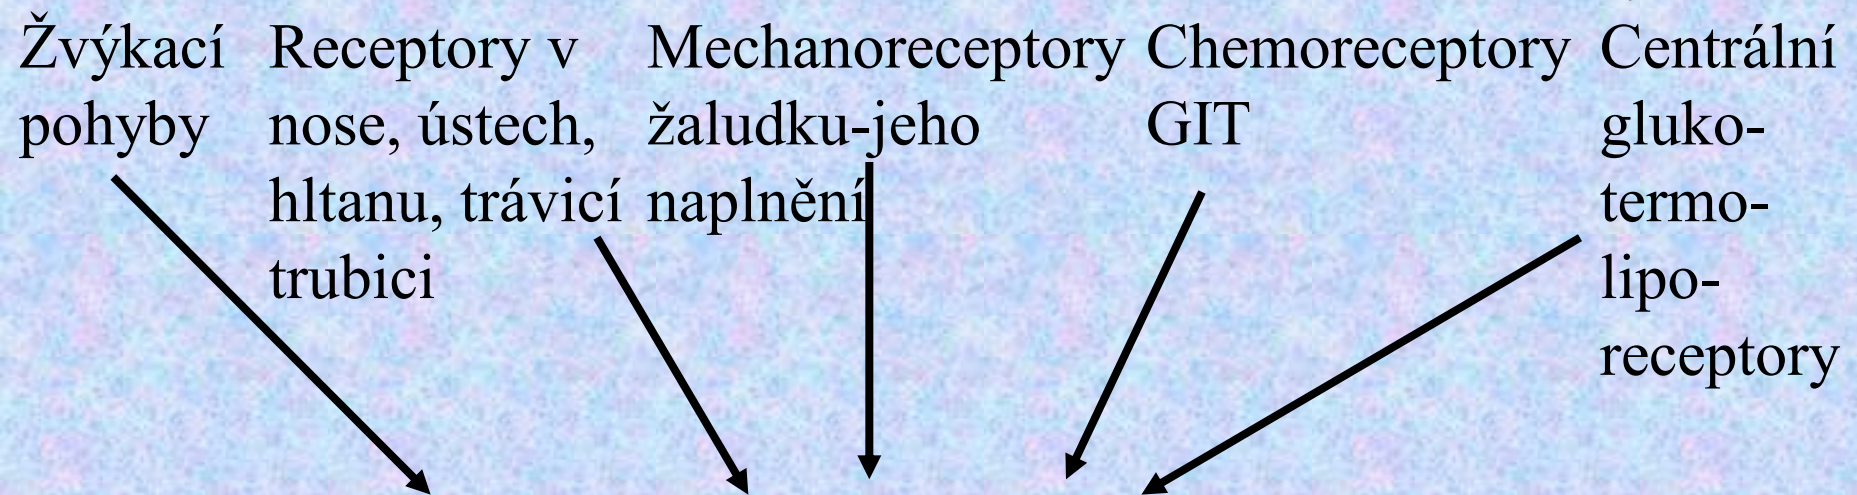 Žvýkací
pohyby
Receptory v
nose, ústech,
hltanu, trávicí
trubici
Mechanoreceptory
žaludku-jeho
naplnění
Chemoreceptory
GIT
Centrální
gluko-
termo-
lipo-
receptory